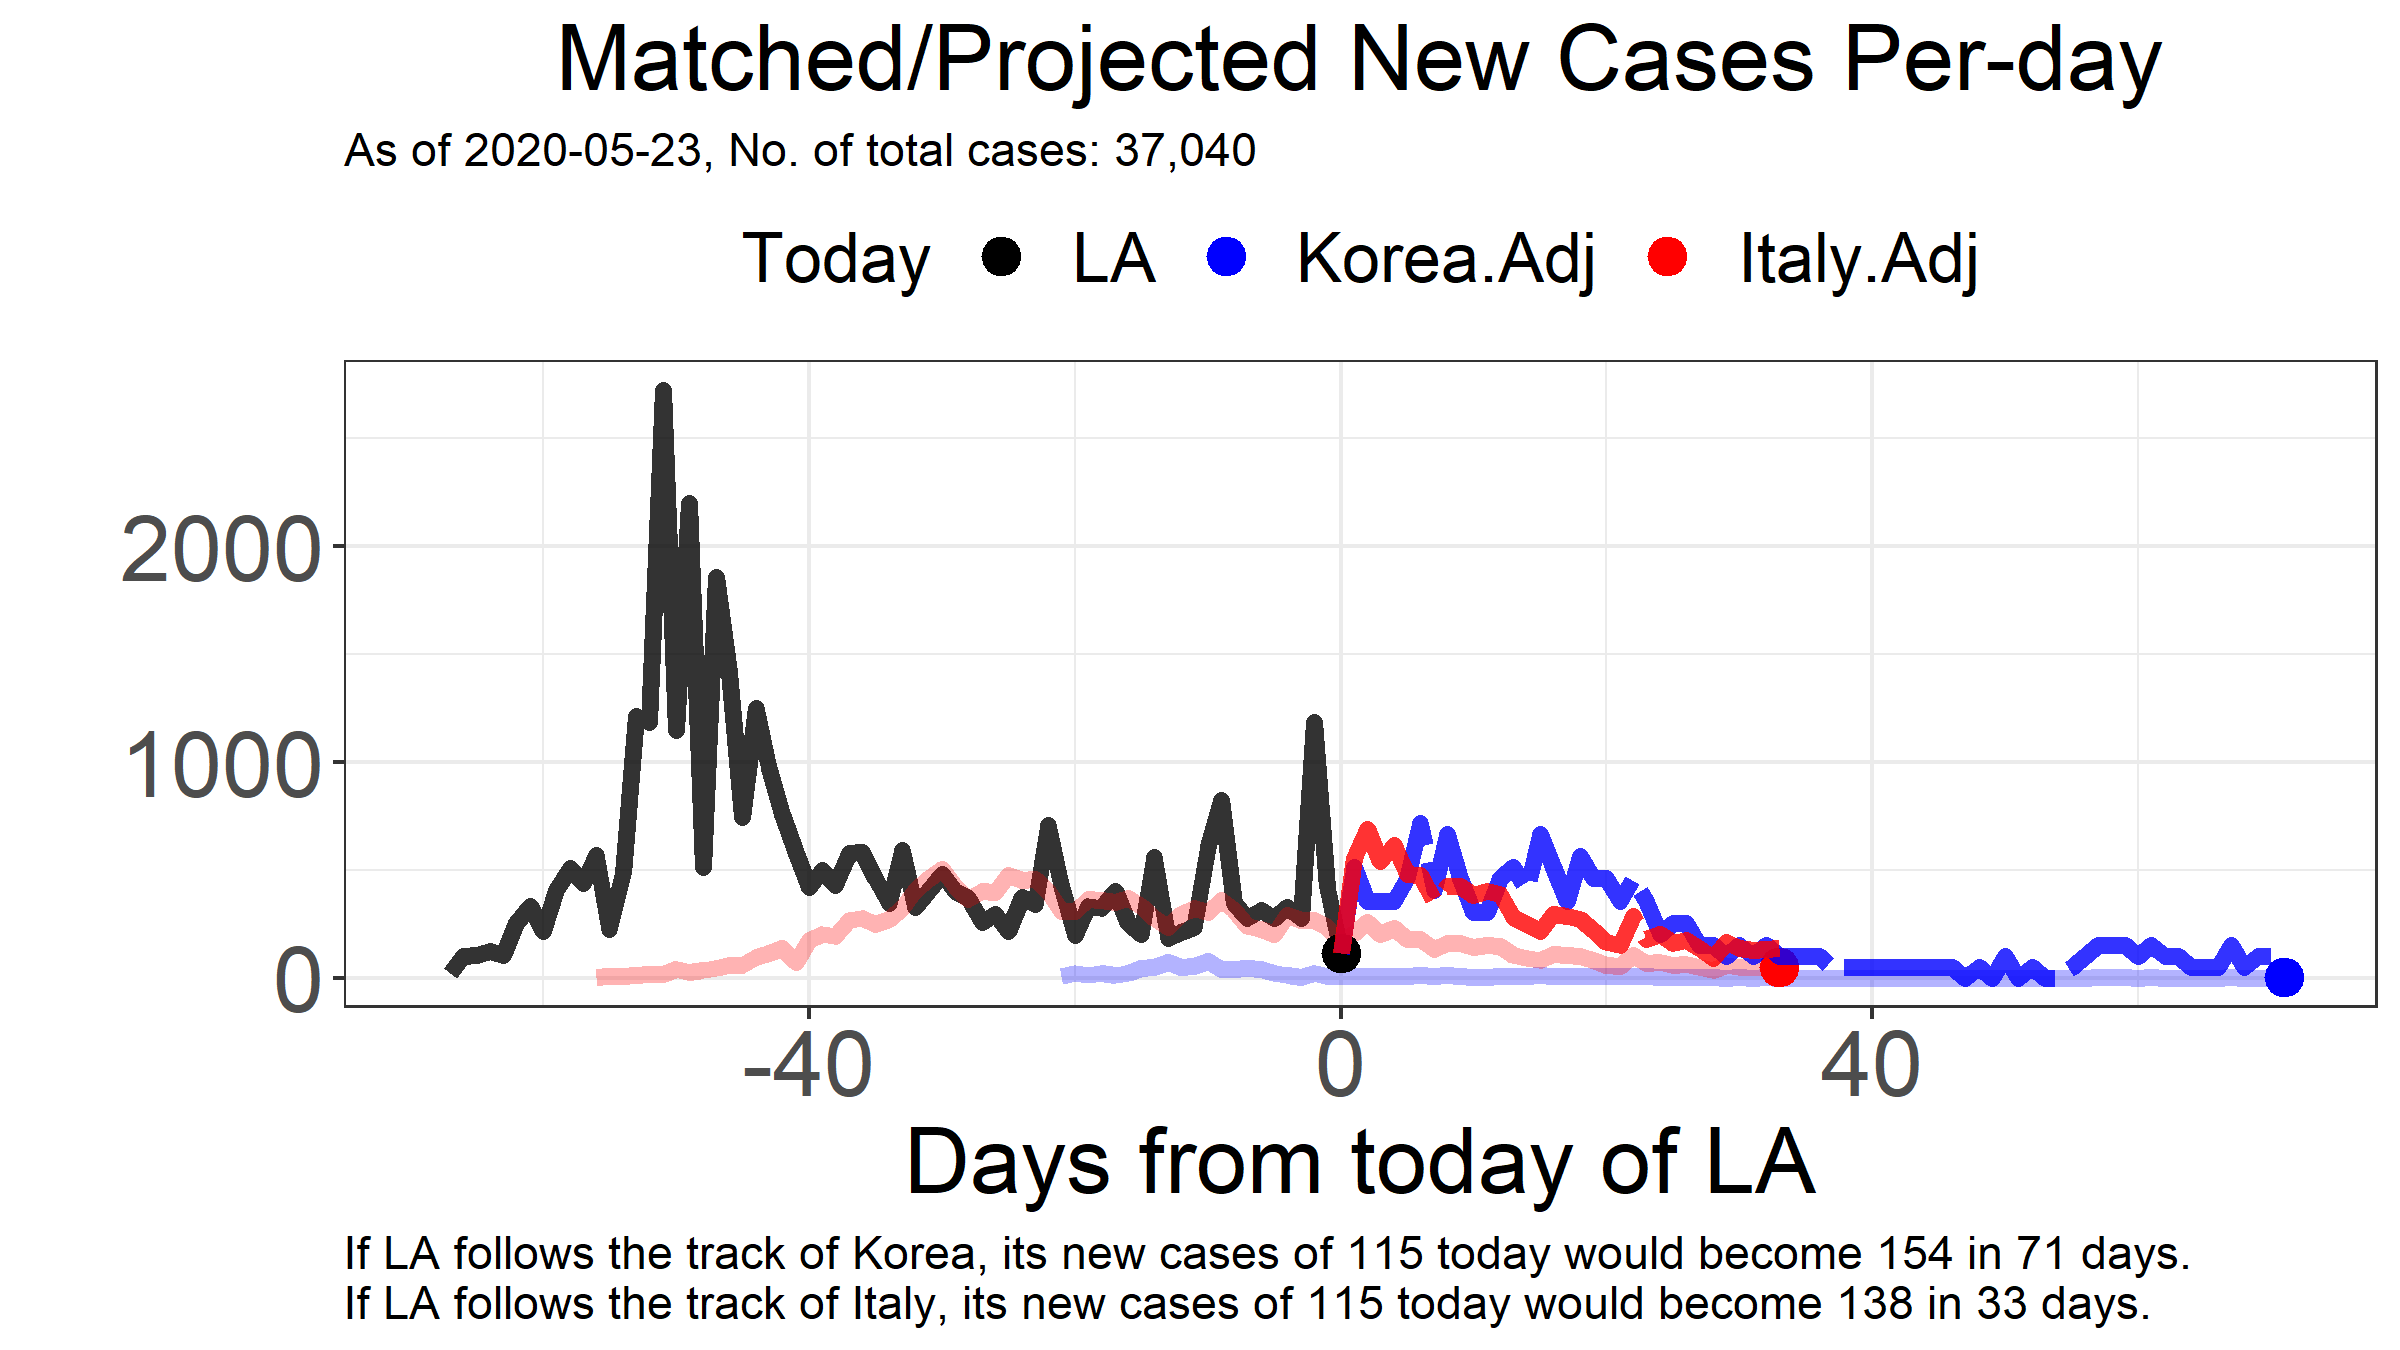 Matched/Projected New Cases Per-day
As of 2020-05-23, No. of total cases: 37,040
Today LA Korea.Adj Italy.Adj
2000
1000
0
-40 0 40
Days from today of LA
If LA follows the track of Korea, its new cases of 115 today would become 154 in 71 days.
If LA follows the track of Italy, its new cases of 115 today would become 138 in 33 days.